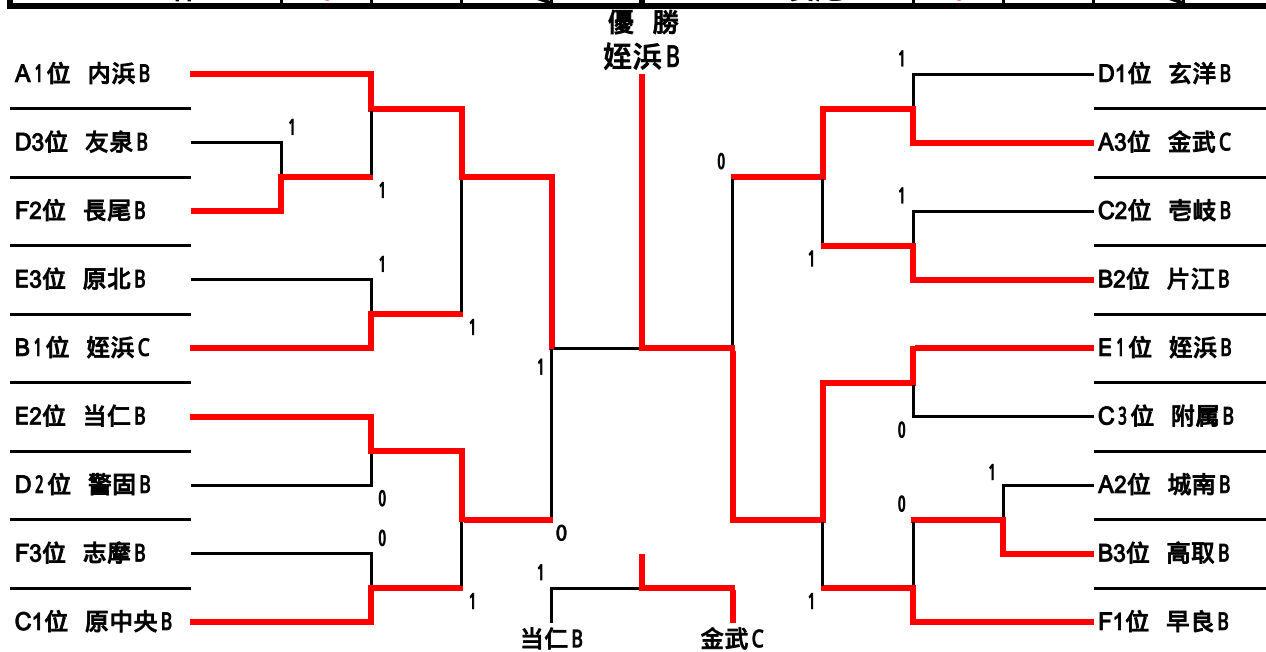 優 勝
姪浜B
A1位 内浜B
D3位 友泉B
F2位 長尾B
E3位 原北B
B1位 姪浜C
E2位 当仁B
D2位 警固B
F3位 志摩B
C1位 原中央B
1
1
1
1
1
0
0
0
1
1
当仁B
金武C
0
1
1
1
0
1
0
1
D1位 玄洋B
A3位 金武C
C2位 壱岐B
B2位 片江B
E1位 姪浜B
C3位 附属B
A2位 城南B
B3位 高取B
F1位 早良B